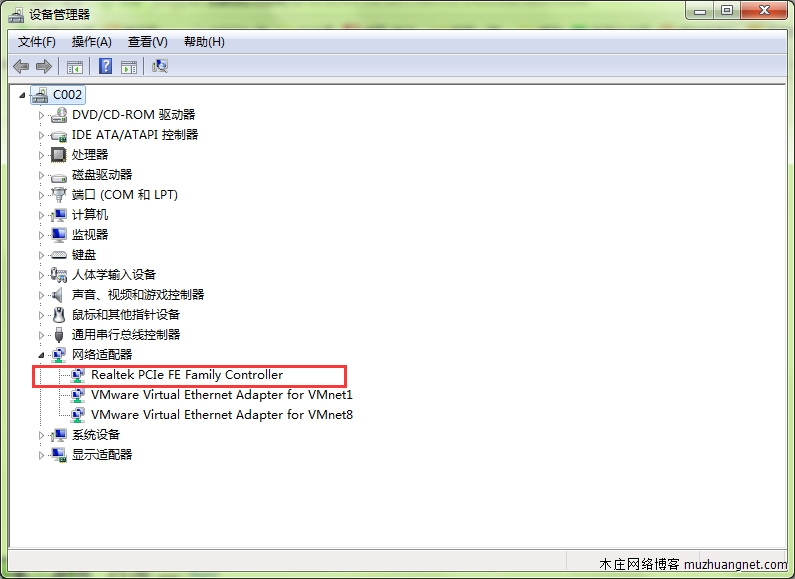 设备管理器
文件(F) 操作(A) 查看(V) 帮助(H)
C002
DVD/CD-ROM 驱动器
IDE ATA/ATAPI 控制器
处理器
磁盘驱动器
端口 (COM 和 LPT)
计算机
监视器
键盘
人体学输入设备
声音、视频和游戏控制器
鼠标和其他指针设备
通用串行总线控制器
网络适配器
Realtek PCIe FE Family Controller
VMware Virtual Ethernet Adapter for VMnet1
VMware Virtual Ethernet Adapter for VMnet8
系统设备
显示适配器
木庄网络博客 muzhuangnet.com